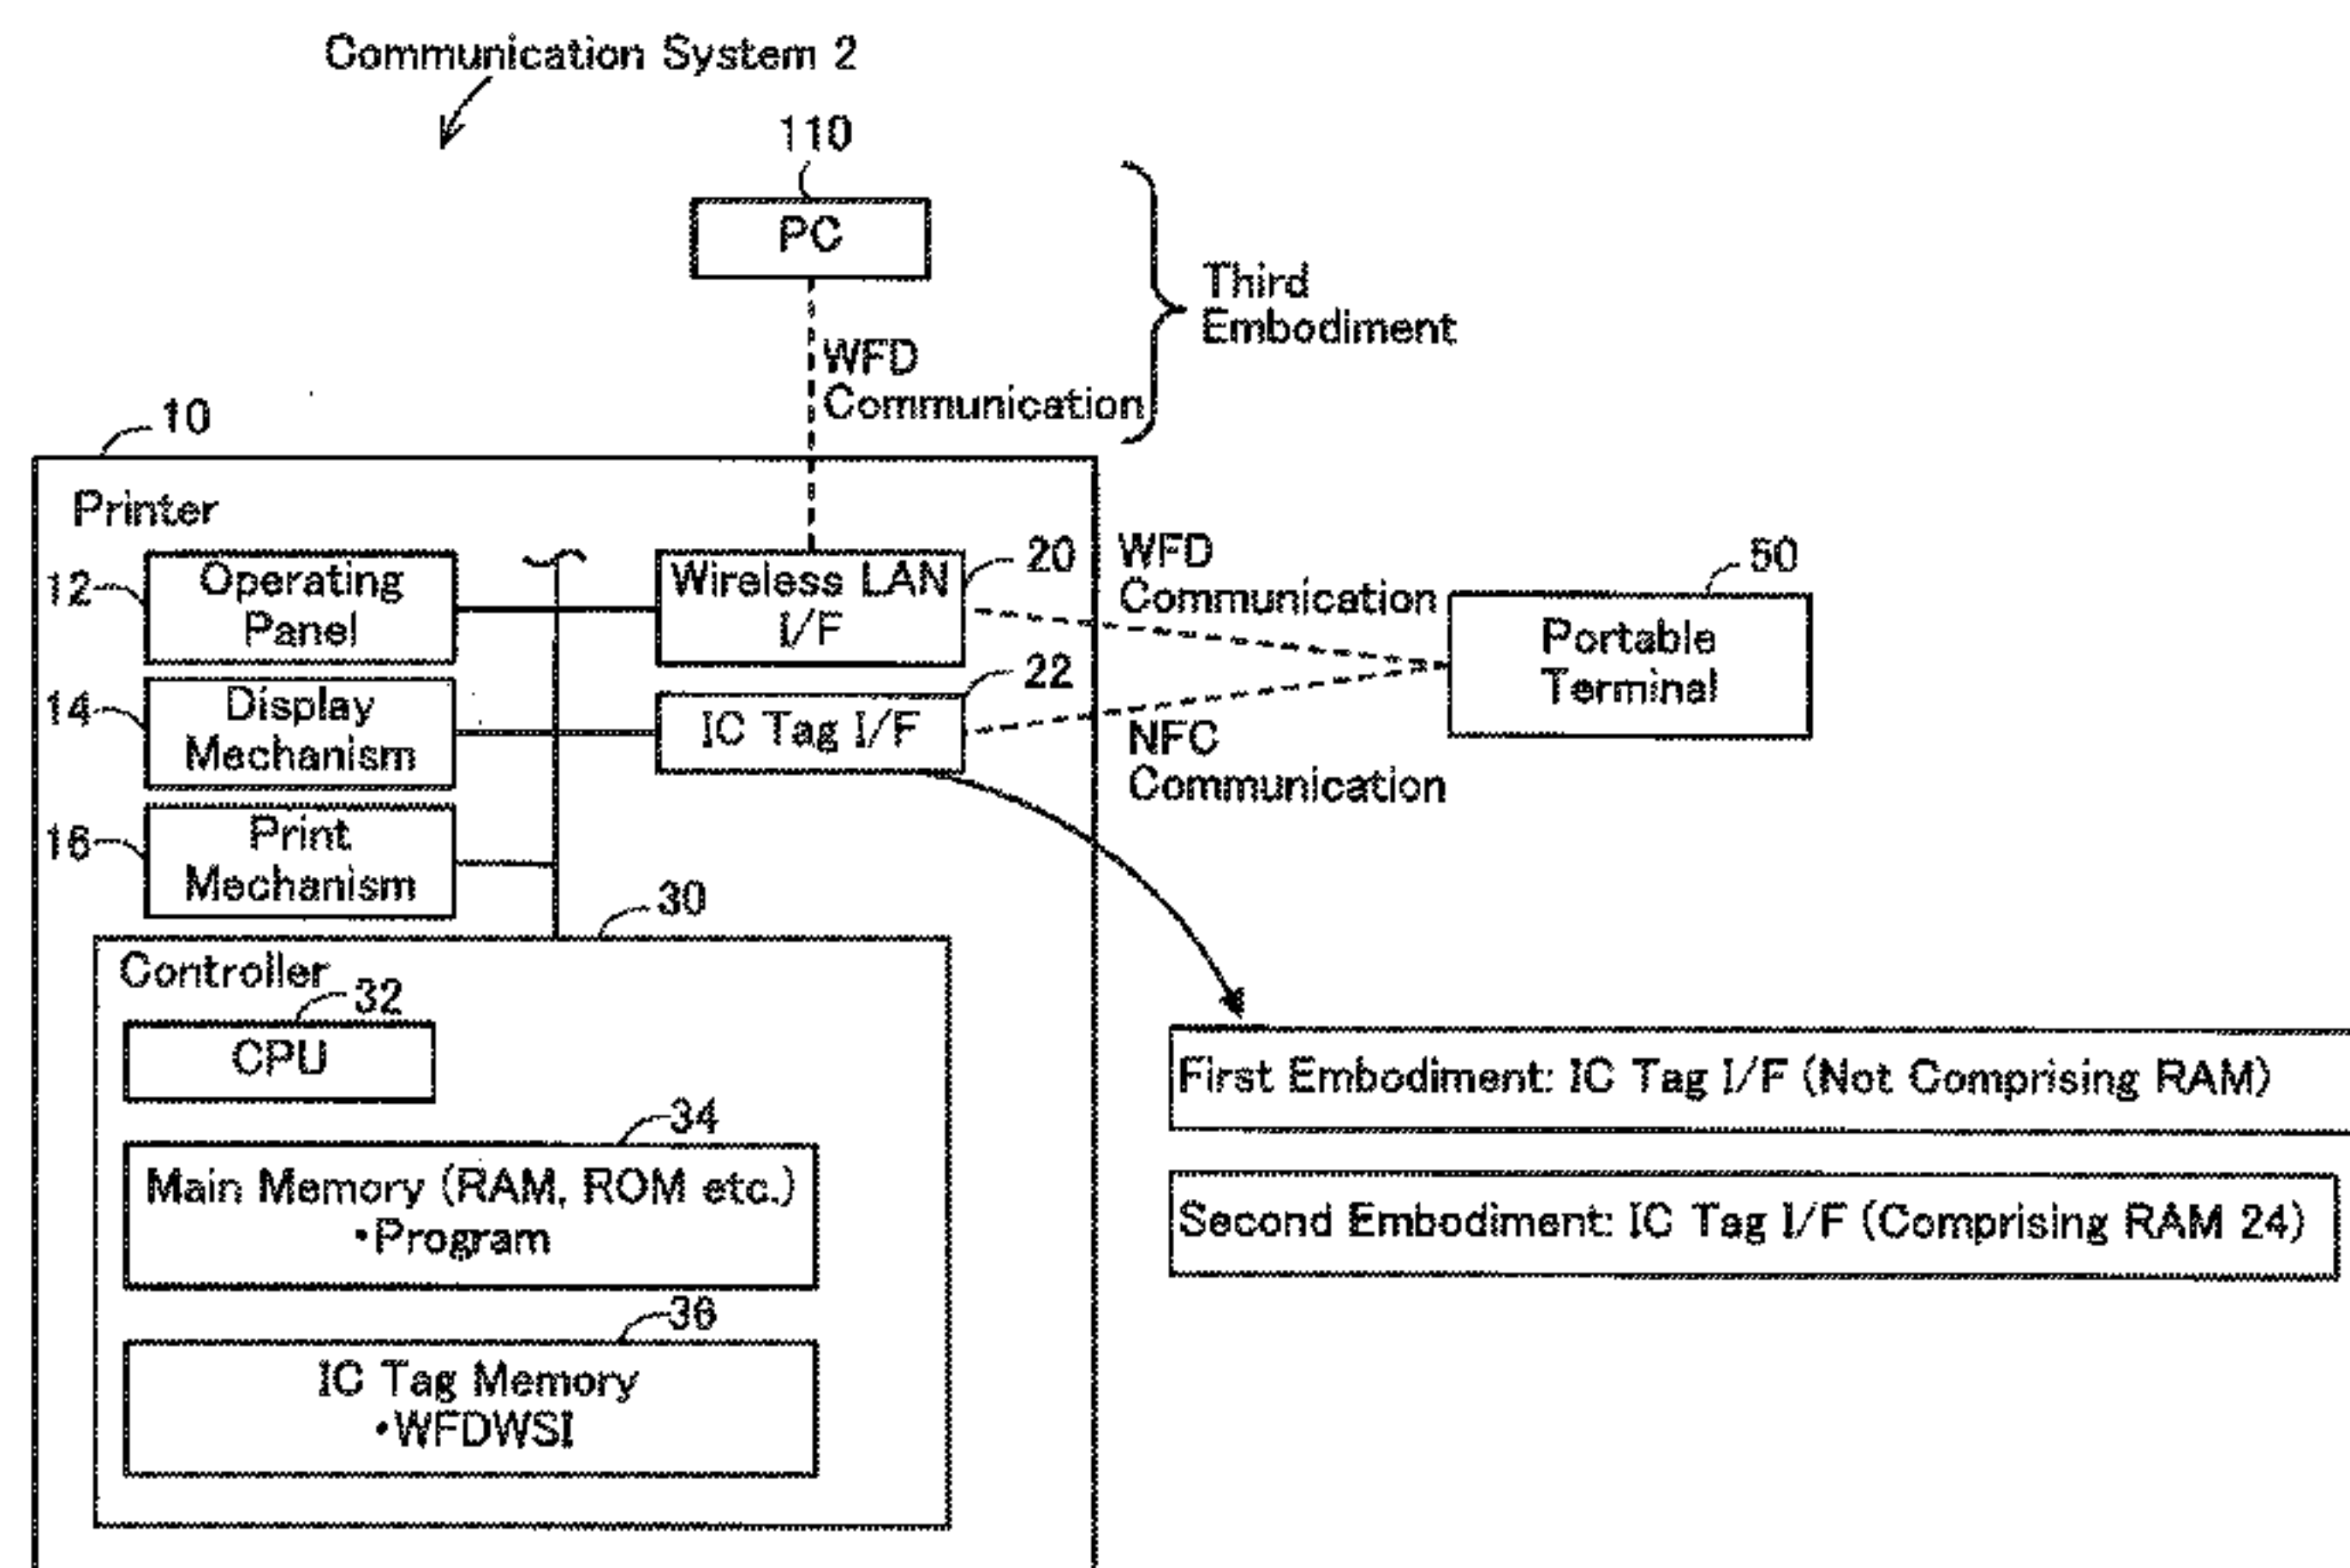 Communication System 2
110
PC
Third
Embodiment
WFD
Communication
10
Printer
12
Operating
Panel
Wireless LAN
I/F
20
WFD
Communication
50
Portable
Terminal
14
Display
Mechanism
IC Tag I/F
22
NFC
Communication
16
Print
Mechanism
30
Controller
32
CPU
34
Main Memory (RAM, ROM etc.)
•Program
36
IC Tag Memory
•WFDWSI
First Embodiment: IC Tag I/F (Not Comprising RAM)
Second Embodiment: IC Tag I/F (Comprising RAM 24)